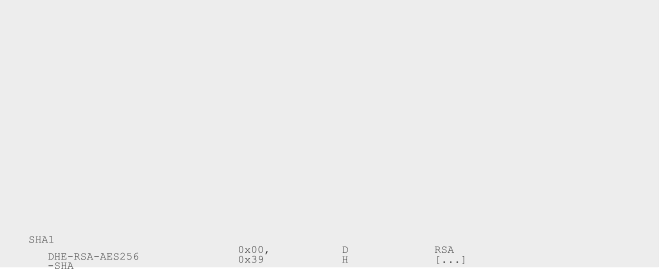 SHA1
DHE-RSA-AES256
-SHA
0x00,
0x39
D
H
RSA
[...]